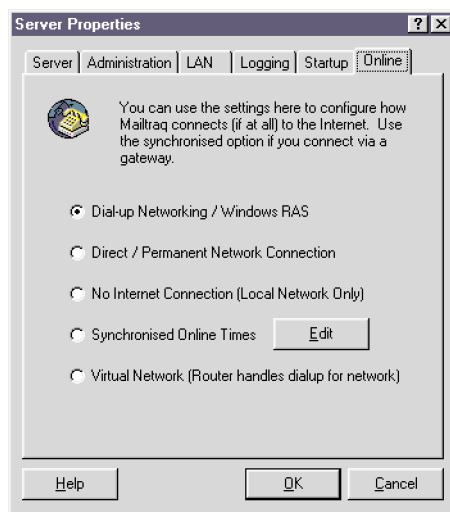 Server Properties
Server Administration LAN Logging Startup Online
You can use the settings here to configure how
Mailtraq connects (if at all) to the Internet. Use
the synchronised option if you connect via a
gateway.
Dial-up Networking / Windows RAS
Direct / Permanent Network Connection
No Internet Connection (Local Network Only)
Synchronised Online Times Edit
Virtual Network (Router handles dialup for network)
Help OK Cancel